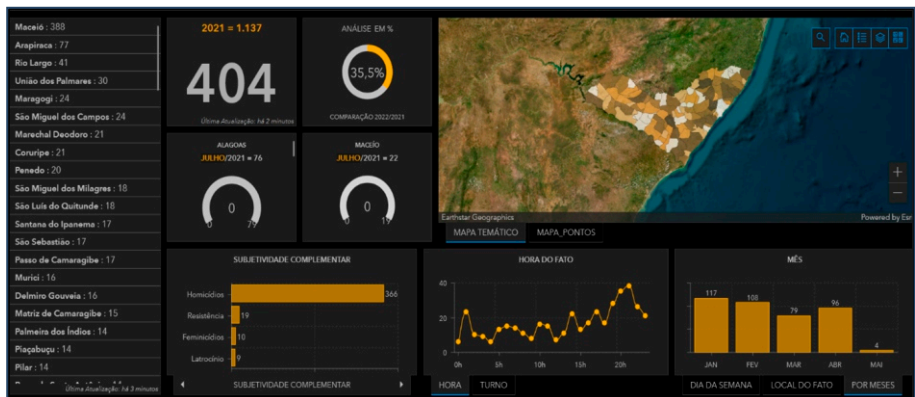 Maceió : 388
Arapiraca : 77
Rio Largo : 41
União dos Palmares : 30
Maragogi : 24
São Miguel dos Campos : 24
Marechal Deodoro : 21
Coruripe : 21
Penedo : 20
São Miguel dos Milagres : 18
São Luís do Quitunde : 18
Santana do Ipanema : 17
São Sebastião : 17
Passo de Camaragibe : 17
Murici : 16
Delmiro Gouveia : 16
Matriz de Camaragibe : 15
Palmeira dos Índios : 14
Piaçabuçu : 14
Pilar : 14
Última Atualização: há 3 minutos
2021 = 1.137
404
Última Atualização: há 2 minutos
ANÁLISE EM %
35,5%
COMPARAÇÃO 2022/2021
ALAGOAS
JULHO/2021 = 76
0
0 79
MACEÍO
JULHO/2021 = 22
0
0 19
Earthstar Geographics
Powered by Esr
MAPA TEMÁTICO MAPA_PONTOS
SUBJETIVIDADE COMPLEMENTAR
Homicídios 366
Resistência 19
Feminicídios 10
Latrocínio 9
SUBJETIVIDADE COMPLEMENTAR
HORA DO FATO
40
20
0
0h 5h 10h 15h 20h
HORA TURNO
MÊS
400
200
0
117 108 79 96 4
JAN FEV MAR ABR MAI
DIA DA SEMANA LOCAL DO FATO POR MESES